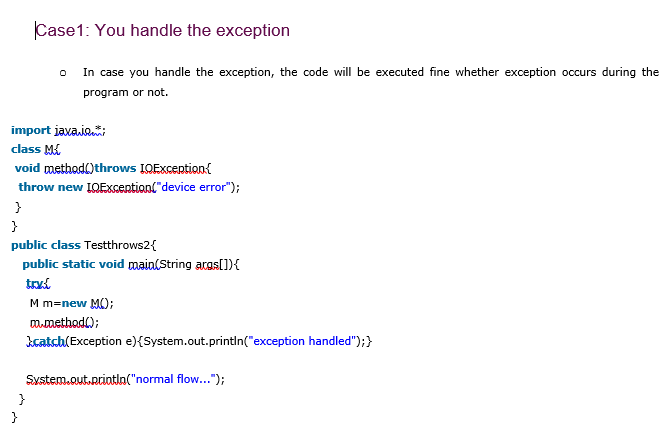 Case1: You handle the exception
o In case you handle the exception, the code will be executed fine whether exception occurs during the
program or not.
import java.io.*;
class M{
void method()throws IOException{
throw new IOException("device error");
}
}
public class Testthrows2{
public static void main(String args[]){
try{
M m=new M();
m.method();
}catch(Exception e){System.out.println("exception handled");}
System.out.println("normal flow...");
}
}